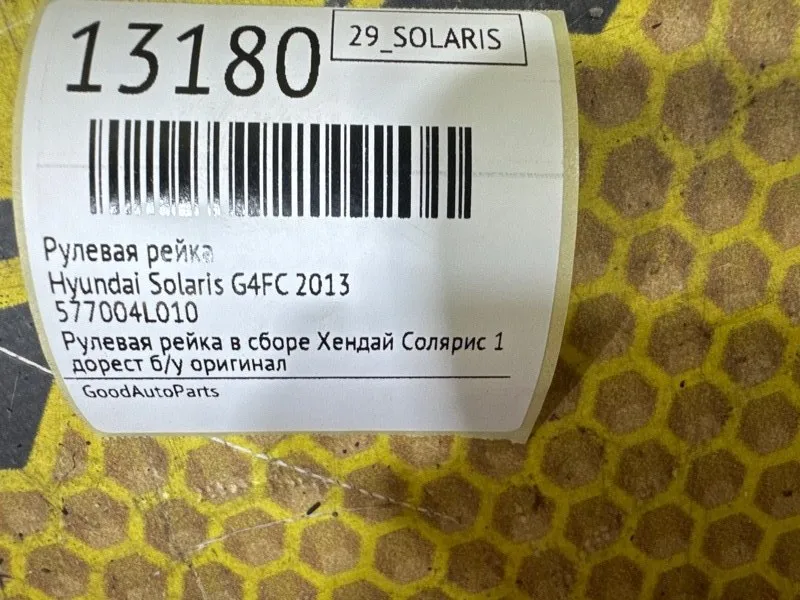 13180
29_SOLARIS
Рулевая рейка
Hyundai Solaris G4FC 2013
577004L010
Рулевая рейка в сборе Хендай Солярис 1
дорест б/у оригинал
GoodAutoParts